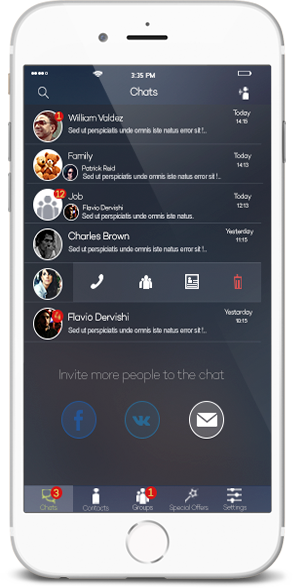 3:35 PM
Chats
1
William Valdez
Today
14:15
Sed ut perspiciatis unde omnis iste natus error sit !..
Family
Today
14:13
Patrick Reid
Sed ut perspiciatis unde omnis iste natus error sit !..
12
Job
Today
12:13
Flavio Dervishi
Sed ut perspiciatis unde omnis iste natus.
Charles Brown
Yesterday
11:15
Sed ut perspiciatis unde omnis iste natus error sit !..
Flavio Dervishi
Yestarday
10:15
Sed ut perspiciatis unde omnis iste natus error sit !..
Invite more people to the chat
3
1
Chats
Contacts
Groups
Special Offers
Settings